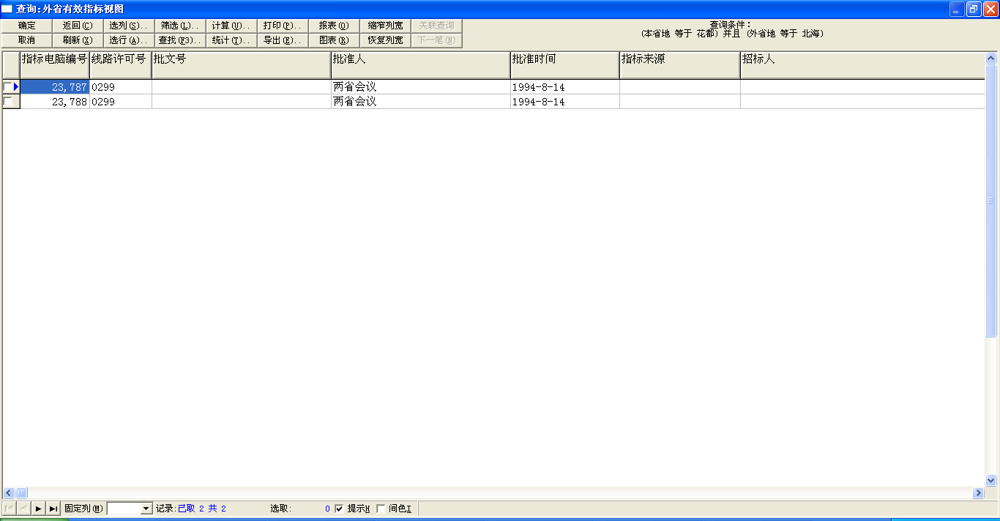 查询:外省有效指标视图
确定 返回(C) 选列(S).. 筛选(L).. 计算(U).. 打印(P).. 报表(O) 缩窄列宽 关联查询
取消 刷新(X) 选行(A).. 查找(F3).. 统计(T).. 导出(E).. 图表(R) 恢复列宽 下一笔(N)
查询条件:
(本省地 等于 花都) 并且 (外省地 等于 北海)
指标电脑编号 线路许可号 批文号 批准人 批准时间 指标来源 招标人
23,787 0299 两省会议 1994-8-14
23,788 0299 两省会议 1994-8-14
固定列(M) 记录:已取 2 共 2 选取: 0 提示H 间色I